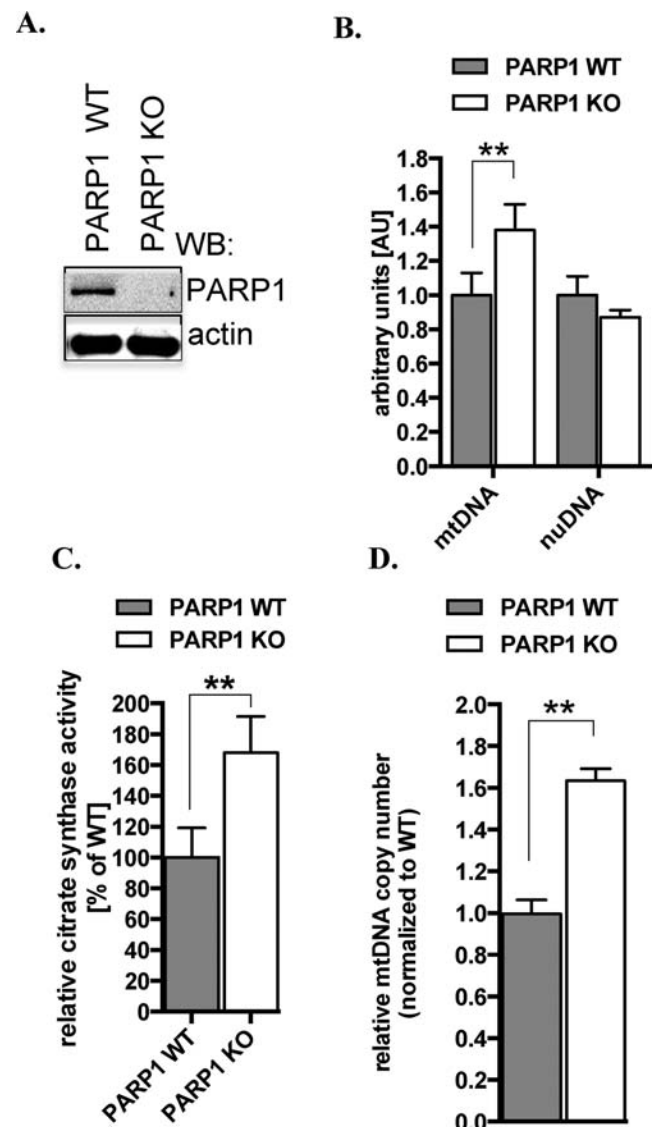 A.
PARP1 WT
PARP1 KO
WB:
PARP1
actin
B.
PARP1 WT
PARP1 KO
arbitrary units [AU]
1.8
1.6
1.4
1.2
1.0
0.8
0.6
0.4
0.2
0.0
**
mtDNA
nuDNA
C.
PARP1 WT
PARP1 KO
relative citrate synthase activity
[% of WT]
200
180
160
140
120
100
80
60
40
20
0
**
PARP1 WT
PARP1 KO
D.
PARP1 WT
PARP1 KO
relative mtDNA copy number
(normalized to WT)
2.0
1.8
1.6
1.4
1.2
1.0
0.8
0.6
0.4
0.2
0.0
**